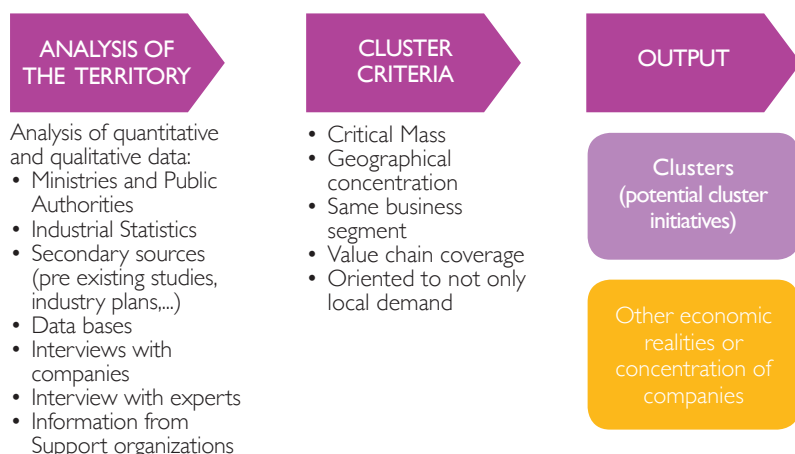 ANALYSIS OF
THE TERRITORY
Analysis of quantitative
and qualitative data:
• Ministries and Public
Authorities
• Industrial Statistics
• Secondary sources
(pre existing studies,
industry plans,...)
• Data bases
• Interviews with
companies
• Interview with experts
• Information from
Support organizations
CLUSTER
CRITERIA
• Critical Mass
• Geographical
concentration
• Same business
segment
• Value chain coverage
• Oriented to not only
local demand
OUTPUT
Clusters
(potential cluster
initiatives)
Other economic
realities or
concentration of
companies